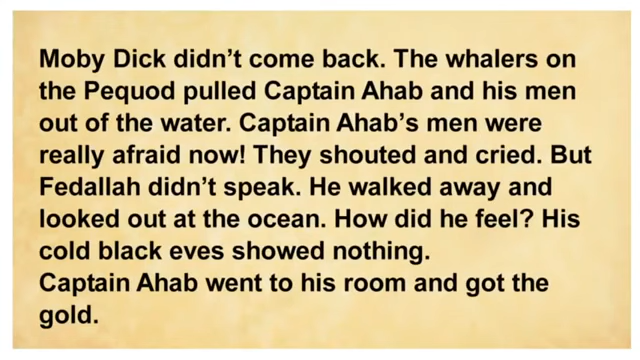 Moby Dick didn't come back. The whalers on
the Pequod pulled Captain Ahab and his men
out of the water. Captain Ahab's men were
really afraid now! They shouted and cried. But
Fedallah didn't speak. He walked away and
looked out at the ocean. How did he feel? His
cold black eves showed nothing.
Captain Ahab went to his room and got the
gold.